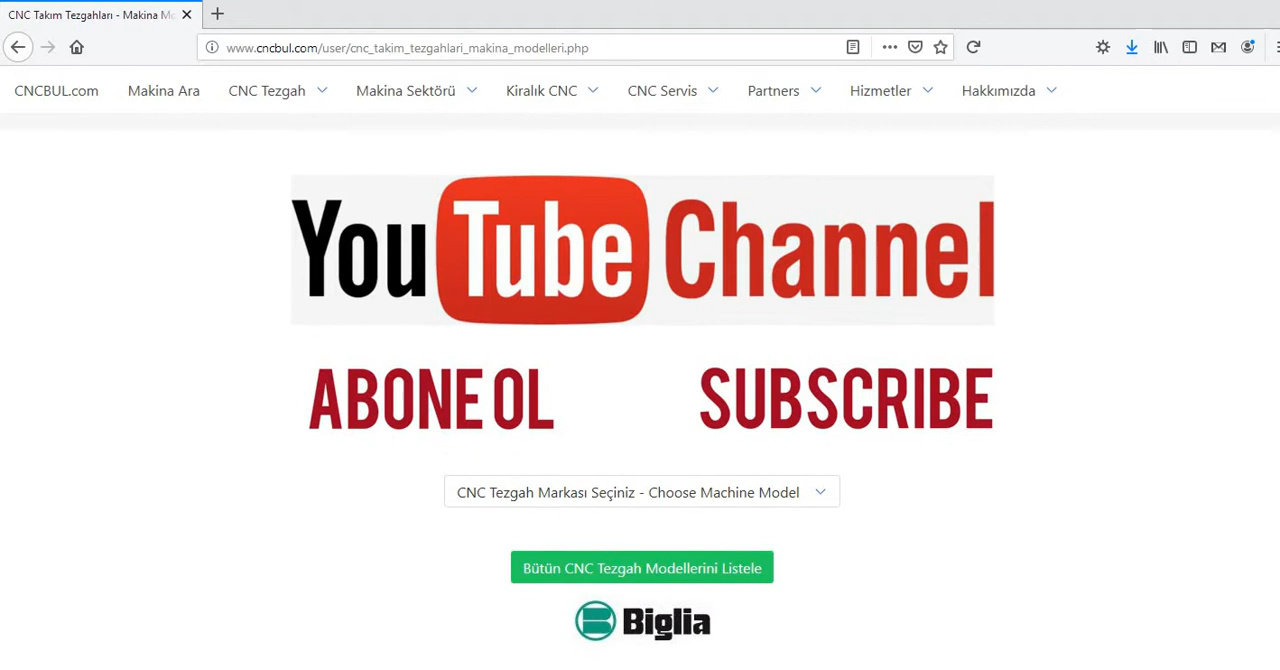 CNC Takım Tezgahları - Makina Mo
www.cncbul.com/user/cnc_takim_tezgahlari_makina_modelleri.php
CNCBUL.com Makina Ara CNC Tezgah Makina Sektörü Kiralık CNC CNC Servis Partners Hizmetler Hakkımızda
YouTube Channel
ABONE OL SUBSCRIBE
CNC Tezgah Markası Seçiniz - Choose Machine Model
Bütün CNC Tezgah Modellerini Listele
Biglia